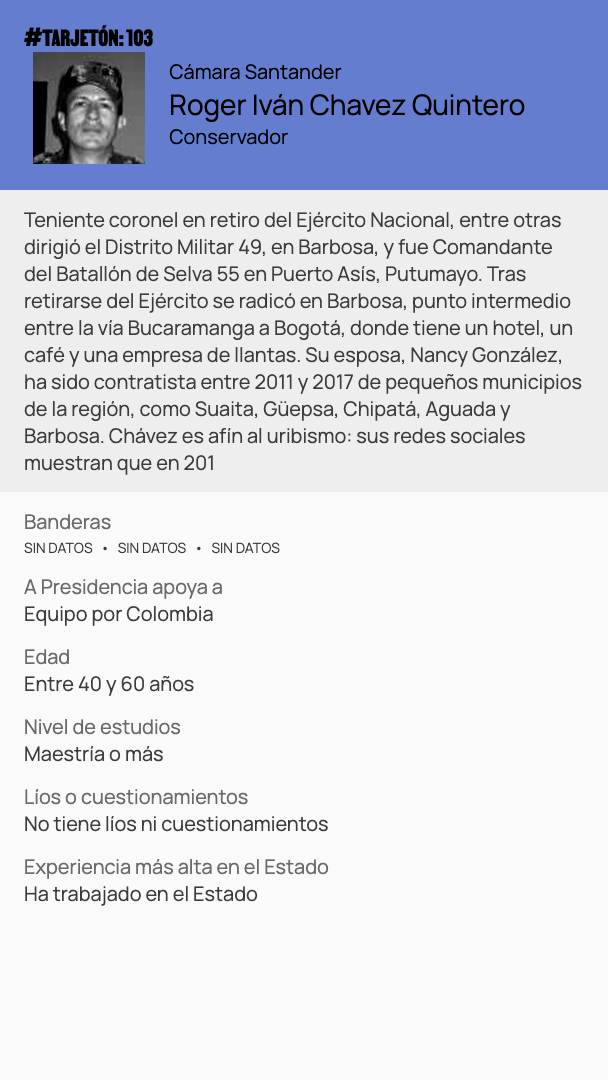 #TARJETÓN: 103
Cámara Santander
Roger Iván Chavez Quintero
Conservador
Teniente coronel en retiro del Ejército Nacional, entre otras
dirigió el Distrito Militar 49, en Barbosa, y fue Comandante
del Batallón de Selva 55 en Puerto Asís, Putumayo. Tras
retirarse del Ejército se radicó en Barbosa, punto intermedio
entre la vía Bucaramanga a Bogotá, donde tiene un hotel, un
café y una empresa de llantas. Su esposa, Nancy González,
ha sido contratista entre 2011 y 2017 de pequeños municipios
de la región, como Suaita, Güepsa, Chipatá, Aguada y
Barbosa. Chávez es afín al uribismo: sus redes sociales
muestran que en 201
Banderas
SIN DATOS • SIN DATOS • SIN DATOS
A Presidencia apoya a
Equipo por Colombia
Edad
Entre 40 y 60 años
Nivel de estudios
Maestría o más
Líos o cuestionamientos
No tiene líos ni cuestionamientos
Experiencia más alta en el Estado
Ha trabajado en el Estado